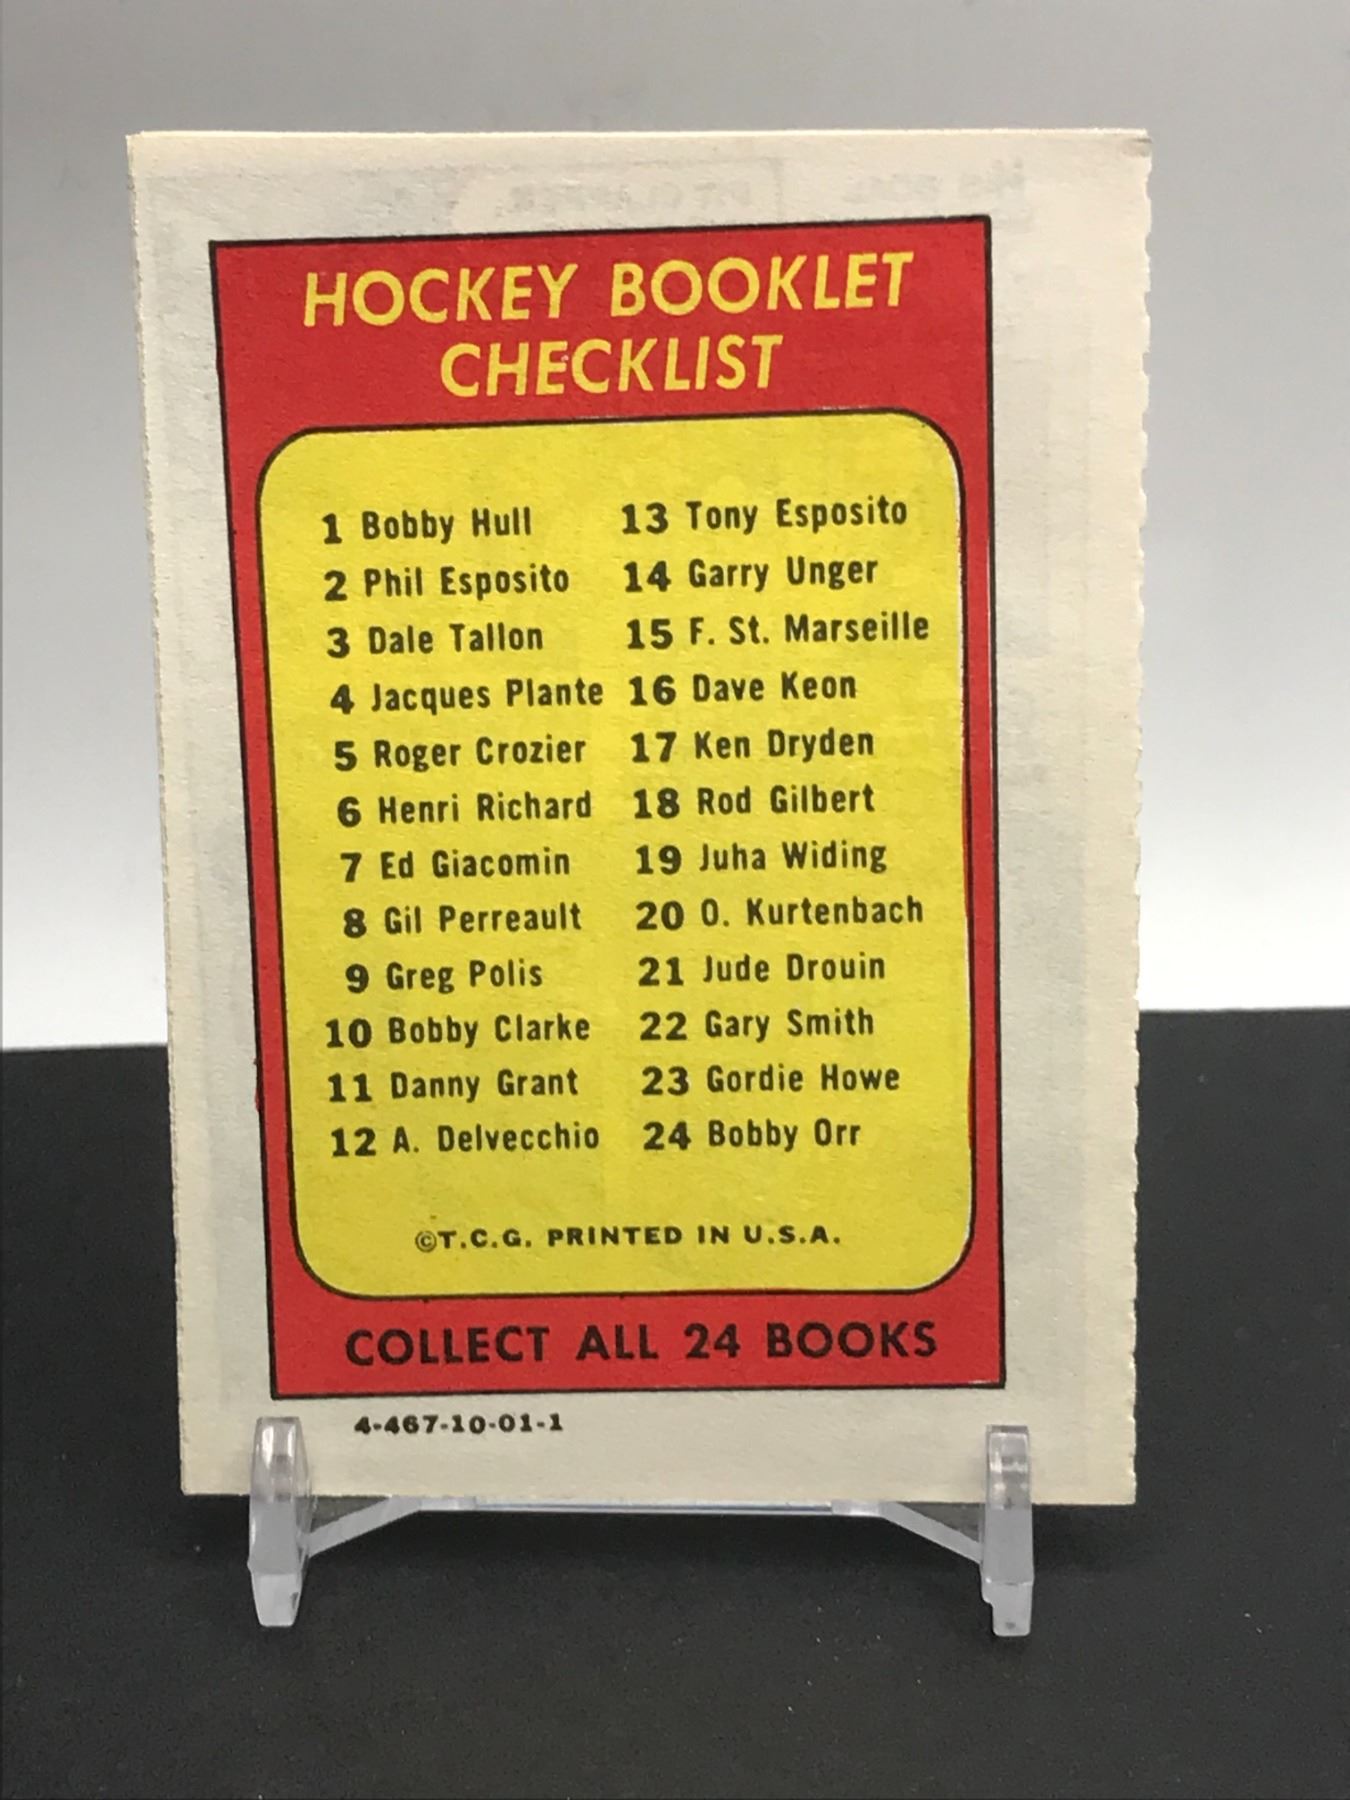 HOCKEY BOOKLET
CHECKLIST
1 Bobby Hull
2 Phil Esposito
3 Dale Tallon
4 Jacques Plante
5 Roger Crozier
6 Henri Richard
7 Ed Giacomin
8 Gil Perreault
9 Greg Polis
10 Bobby Clarke
11 Danny Grant
12 A. Delvecchio
13 Tony Esposito
14 Garry Unger
15 F. St. Marseille
16 Dave Keon
17 Ken Dryden
18 Rod Gilbert
19 Juha Widing
20 O. Kurtenbach
21 Jude Drouin
22 Gary Smith
23 Gordie Howe
24 Bobby Orr
©T.C.G. PRINTED IN U.S.A.
COLLECT ALL 24 BOOKS
4-467-10-01-1